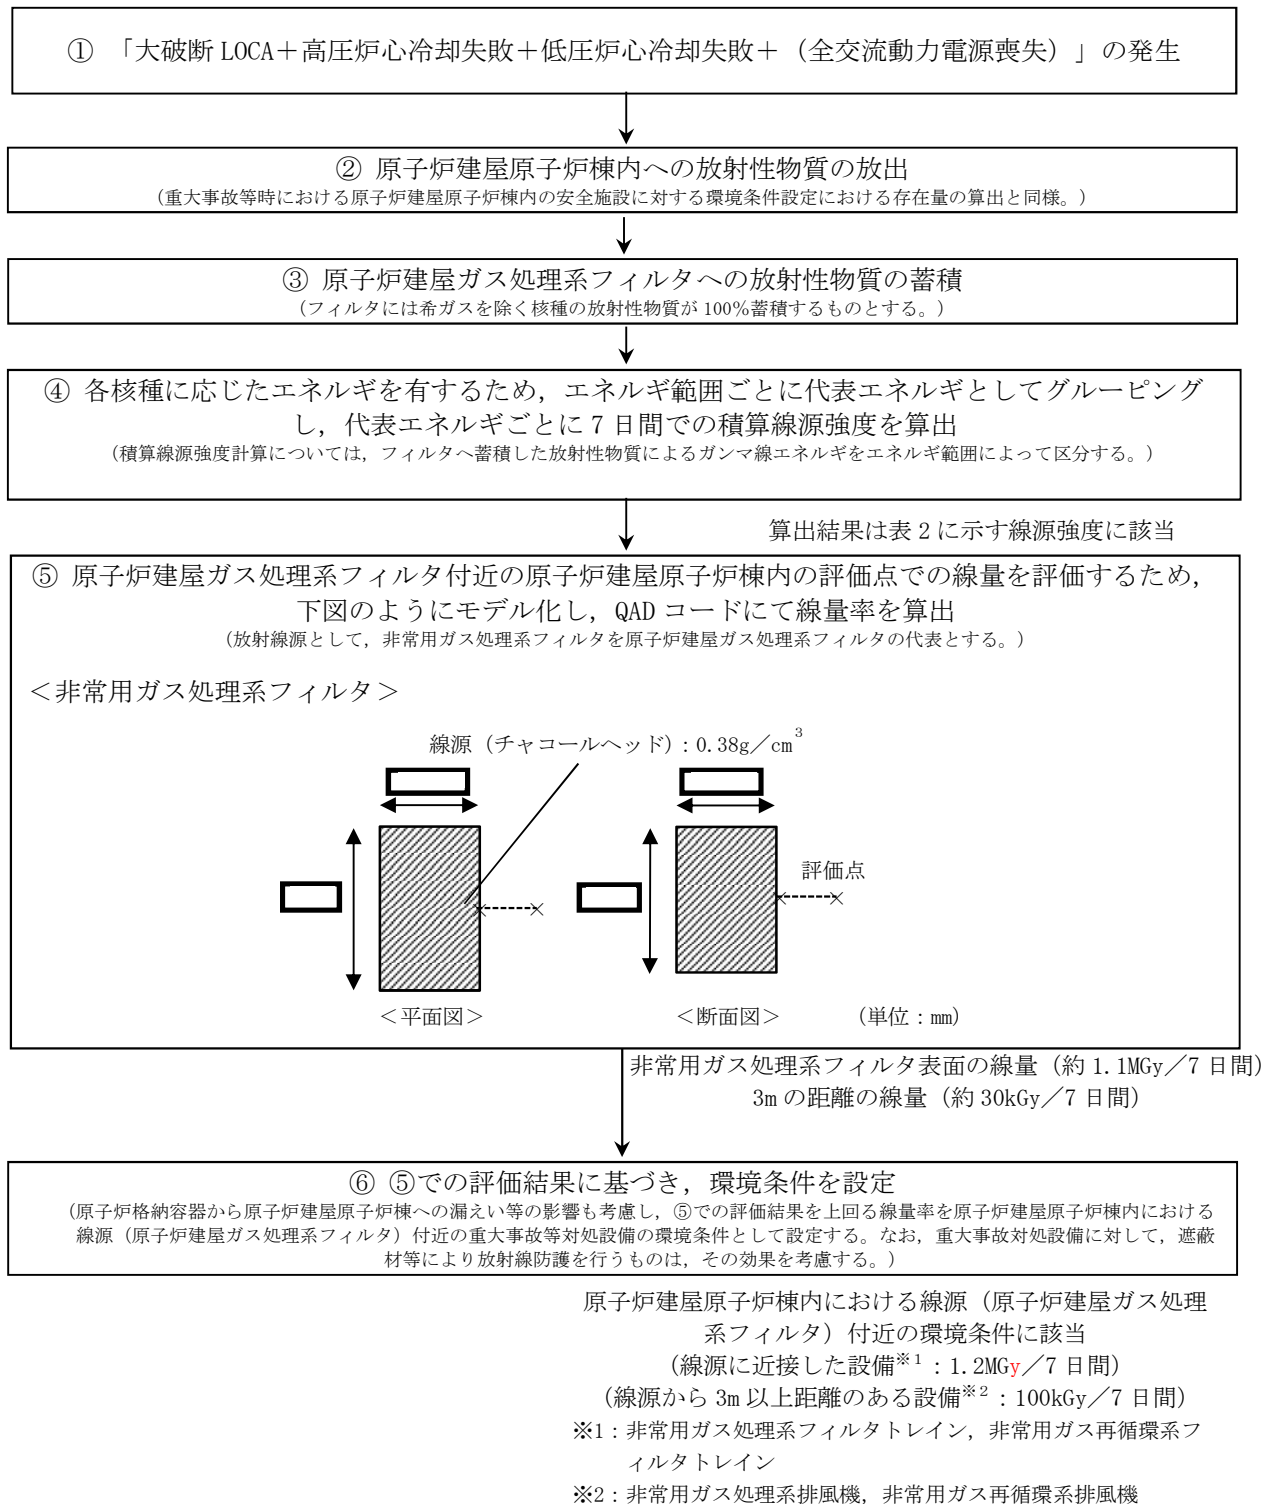 ① 「大破断 LOCA＋高圧炉心冷却失敗＋低圧炉心冷却失敗＋（全交流動力電源喪失）」の発生
② 原子炉建屋原子炉棟内への放射性物質の放出
（重大事故等時における原子炉建屋原子炉棟内の安全施設に対する環境条件設定における存在量の算出と同様。）
③ 原子炉建屋ガス処理系フィルタへの放射性物質の蓄積
（フィルタには希ガスを除く核種の放射性物質が 100％蓄積するものとする。）
④ 各核種に応じたエネルギを有するため，エネルギ範囲ごとに代表エネルギとしてグルーピング
し，代表エネルギごとに 7 日間での積算線源強度を算出
（積算線源強度計算については，フィルタへ蓄積した放射性物質によるガンマ線エネルギをエネルギ範囲によって区分する。）
算出結果は表 2 に示す線源強度に該当
⑤ 原子炉建屋ガス処理系フィルタ付近の原子炉建屋原子炉棟内の評価点での線量を評価するため，
下図のようにモデル化し，QAD コードにて線量率を算出
（放射線源として，非常用ガス処理系フィルタを原子炉建屋ガス処理系フィルタの代表とする。）
＜非常用ガス処理系フィルタ＞
線源（チャコールヘッド）：0.38g／cm³
評価点
＜平面図＞ ＜断面図＞ （単位：mm）
非常用ガス処理系フィルタ表面の線量（約 1.1MGy／7 日間）
3m の距離の線量（約 30kGy／7 日間）
⑥ ⑤での評価結果に基づき，環境条件を設定
（原子炉格納容器から原子炉建屋原子炉棟への漏えい等の影響も考慮し，⑤での評価結果を上回る線量率を原子炉建屋原子炉棟内における
線源（原子炉建屋ガス処理系フィルタ）付近の重大事故等対処設備の環境条件として設定する。なお，重大事故対処設備に対して，遮蔽
材等により放射線防護を行うものは，その効果を考慮する。）
原子炉建屋原子炉棟内における線源（原子炉建屋ガス処理
系フィルタ）付近の環境条件に該当
（線源に近接した設備※1：1.2MGy／7 日間）
（線源から 3m 以上距離のある設備※2：100kGy／7 日間）
※1：非常用ガス処理系フィルタトレイン，非常用ガス再循環系フ
ィルタトレイン
※2：非常用ガス処理系排風機，非常用ガス再循環系排風機